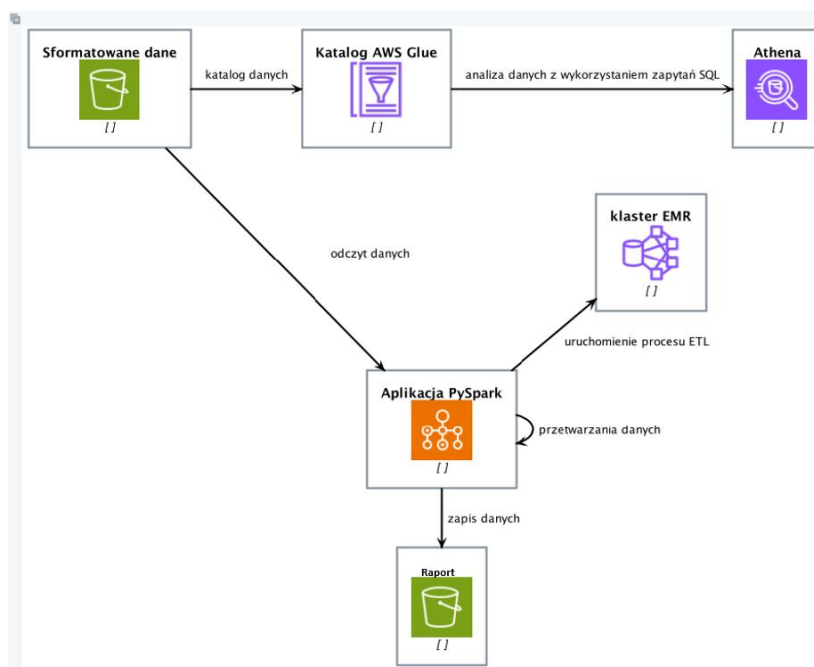 Sformatowane dane
[ ]
katalog danych
Katalog AWS Glue
[ ]
analiza danych z wykorzystaniem zapytań SQL
Athena
[ ]
odczyt danych
klaster EMR
[ ]
uruchomienie procesu ETL
Aplikacja PySpark
[ ]
przetwarzania danych
zapis danych
Raport
[ ]